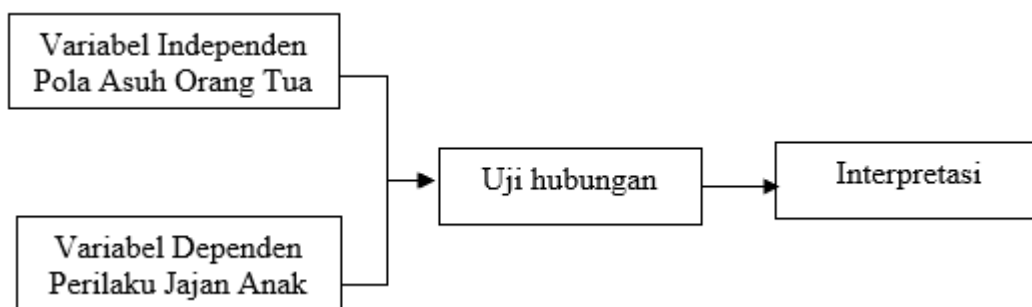 Variabel Independen
Pola Asuh Orang Tua
Uji hubungan
Interpretasi
Variabel Dependen
Perilaku Jajan Anak